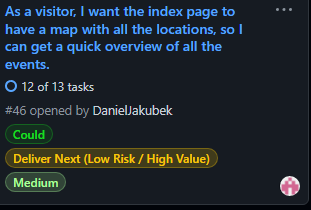 As a visitor, I want the index page to
have a map with all the locations, so I
can get a quick overview of all the
events.
12 of 13 tasks
#46 opened by DanielJakubek
Could
Deliver Next (Low Risk / High Value)
Medium